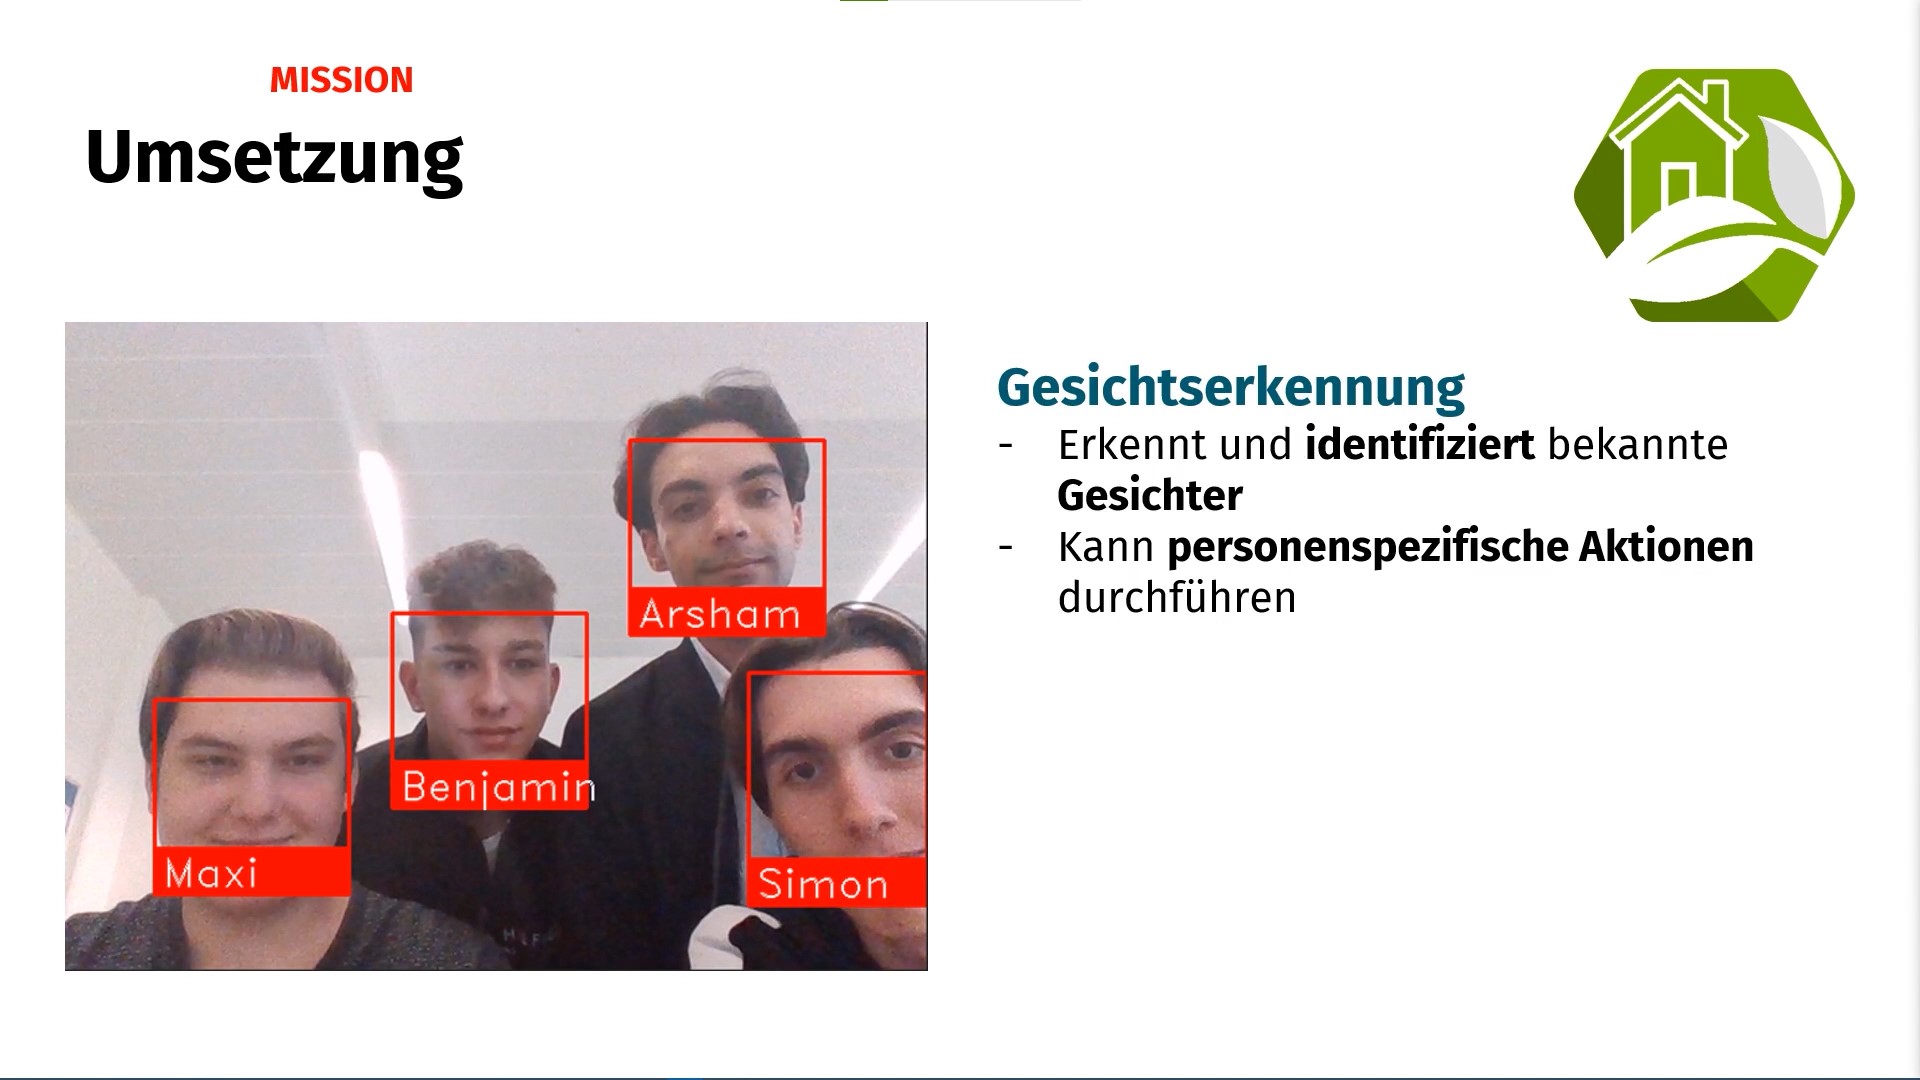 MISSION
Umsetzung
Arsham
Benjamin
Maxi
Simon
Gesichtserkennung
- Erkennt und identifiziert bekannte
Gesichter
- Kann personenspezifische Aktionen
durchführen